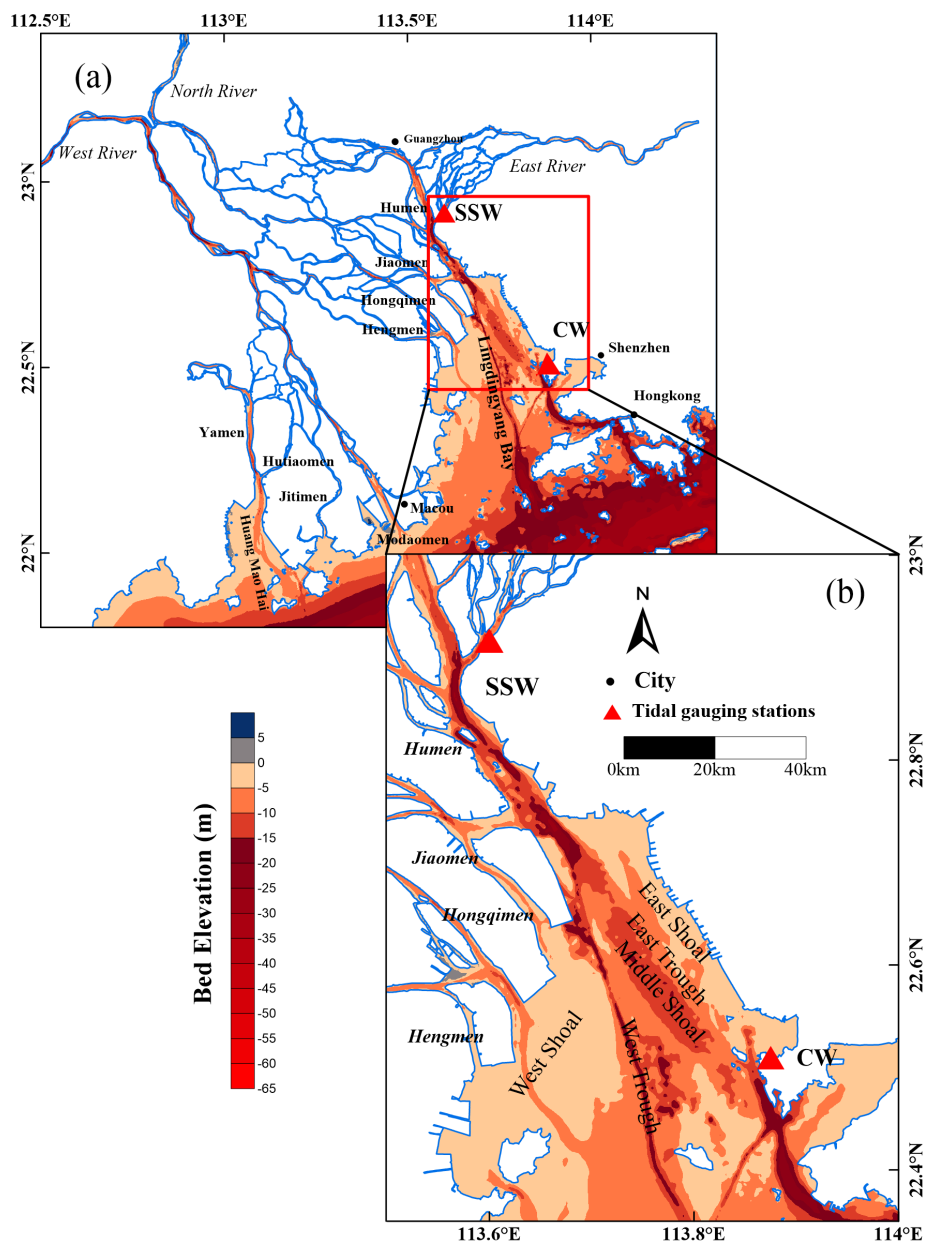 112.5°E
113°E
113.5°E
114°E
(a)
North River
West River
Guangzhou
East River
23°N
Humen
SSW
Jiaomen
Hongqimen
Hengmen
CW
Shenzhen
22.5°N
Lingdingyang Bay
Hongkong
Yamen
Hutiaomen
Jitimen
Macou
Modaomen
Huang Mao Hai
22°N
23°N
(b)
N
SSW
City
Tidal gauging stations
0km
20km
40km
Humen
22.8°N
Jiaomen
Hongqimen
East Shoal
East Trough
Middle Shoal
22.6°N
Hengmen
West Shoal
West Trough
CW
22.4°N
113.6°E
113.8°E
114°E
Bed Elevation (m)
5
0
-5
-10
-15
-20
-25
-30
-35
-40
-45
-50
-55
-60
-65